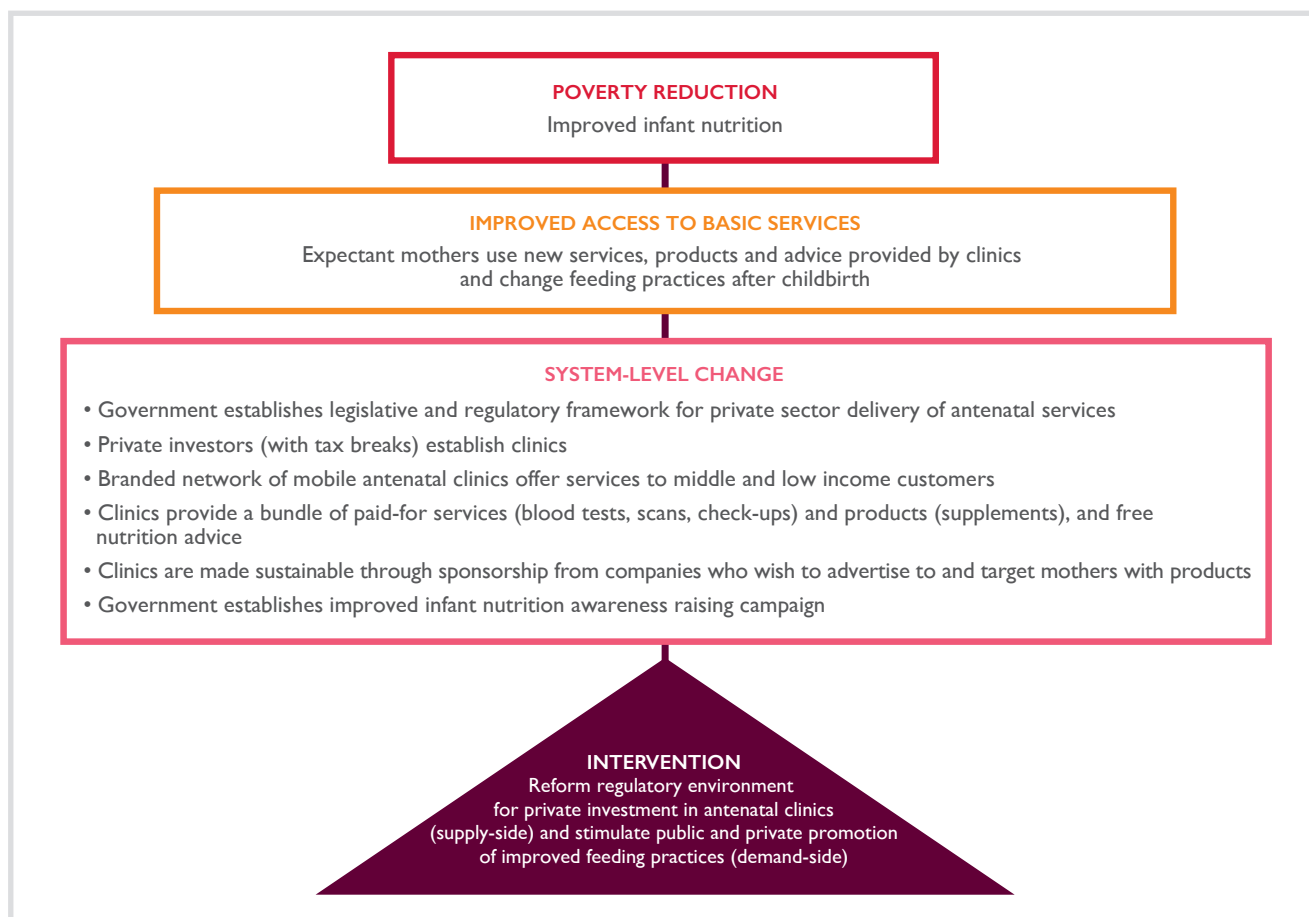 POVERTY REDUCTION
Improved infant nutrition
IMPROVED ACCESS TO BASIC SERVICES
Expectant mothers use new services, products and advice provided by clinics
and change feeding practices after childbirth
SYSTEM-LEVEL CHANGE
• Government establishes legislative and regulatory framework for private sector delivery of antenatal services
• Private investors (with tax breaks) establish clinics
• Branded network of mobile antenatal clinics offer services to middle and low income customers
• Clinics provide a bundle of paid-for services (blood tests, scans, check-ups) and products (supplements), and free
nutrition advice
• Clinics are made sustainable through sponsorship from companies who wish to advertise to and target mothers with products
• Government establishes improved infant nutrition awareness raising campaign
INTERVENTION
Reform regulatory environment
for private investment in antenatal clinics
(supply-side) and stimulate public and private promotion
of improved feeding practices (demand-side)